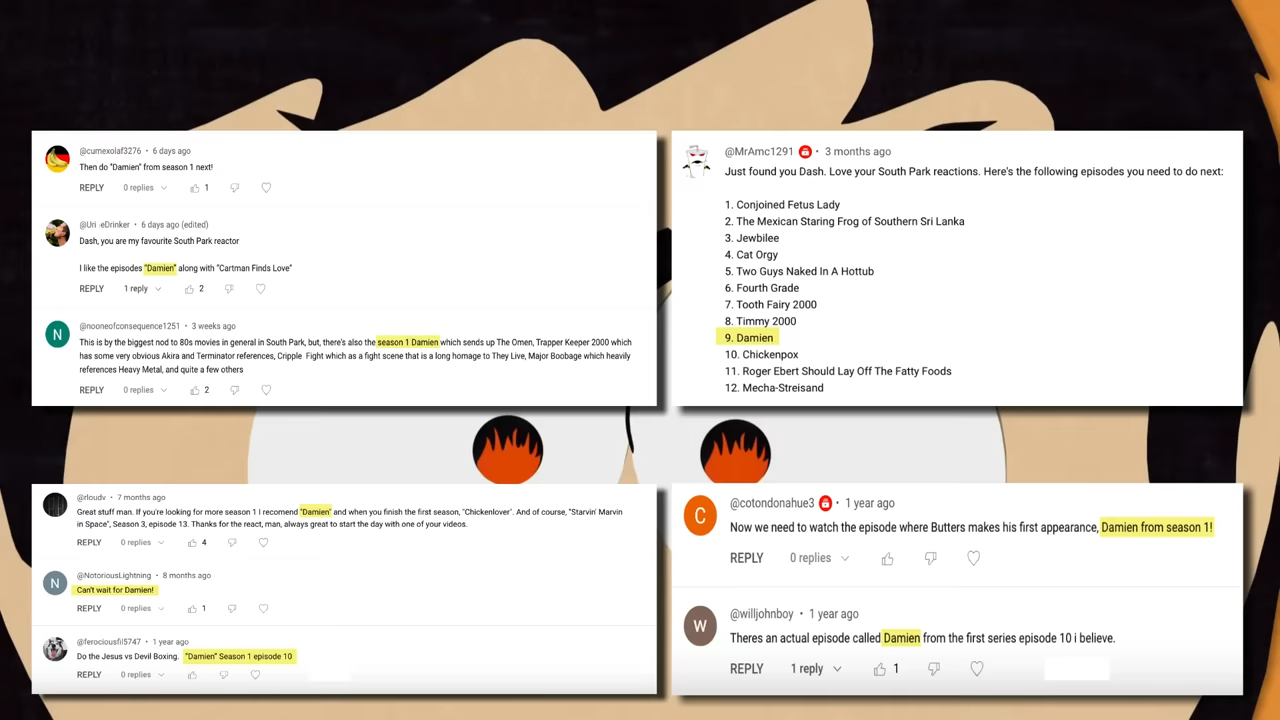 @cumexolaf3276 • 6 days ago
Then do "Damien" from season 1 next!
REPLY 0 replies 1
@Uri eDrinker • 6 days ago (edited)
Dash, you are my favourite South Park reactor
I like the episodes "Damien" along with "Cartman Finds Love"
REPLY 1 reply 2
N
@nooneofconsequence1251 • 3 weeks ago
This is by the biggest nod to 80s movies in general in South Park, but, there's also the season 1 Damien which sends up The Omen, Trapper Keeper 2000 which
has some very obvious Akira and Terminator references, Cripple Fight which as a fight scene that is a long homage to They Live, Major Boobage which heavily
references Heavy Metal, and quite a few others
REPLY 0 replies 2
@MrAmc1291 • 3 months ago
Just found you Dash. Love your South Park reactions. Here's the following episodes you need to do next:
1. Conjoined Fetus Lady
2. The Mexican Staring Frog of Southern Sri Lanka
3. Jewbilee
4. Cat Orgy
5. Two Guys Naked In A Hottub
6. Fourth Grade
7. Tooth Fairy 2000
8. Timmy 2000
9. Damien
10. Chickenpox
11. Roger Ebert Should Lay Off The Fatty Foods
12. Mecha-Streisand
@rloudv • 7 months ago
Great stuff man. If you're looking for more season 1 I recomend "Damien" and when you finish the first season, "Chickenlover'. And of course, "Starvin' Marvin
in Space", Season 3, episode 13. Thanks for the react, man, always great to start the day with one of your videos.
REPLY 0 replies 4
N
@NotoriousLightning • 8 months ago
Can't wait for Damien!
REPLY 0 replies 1
@ferociousfil5747 • 1 year ago
Do the Jesus vs Devil Boxing. "Damien" Season 1 episode 10
REPLY 0 replies
C
@cotondonahue3 • 1 year ago
Now we need to watch the episode where Butters makes his first appearance, Damien from season 1!
REPLY 0 replies
W
@willjohnboy • 1 year ago
Theres an actual episode called Damien from the first series episode 10 i believe.
REPLY 1 reply 1